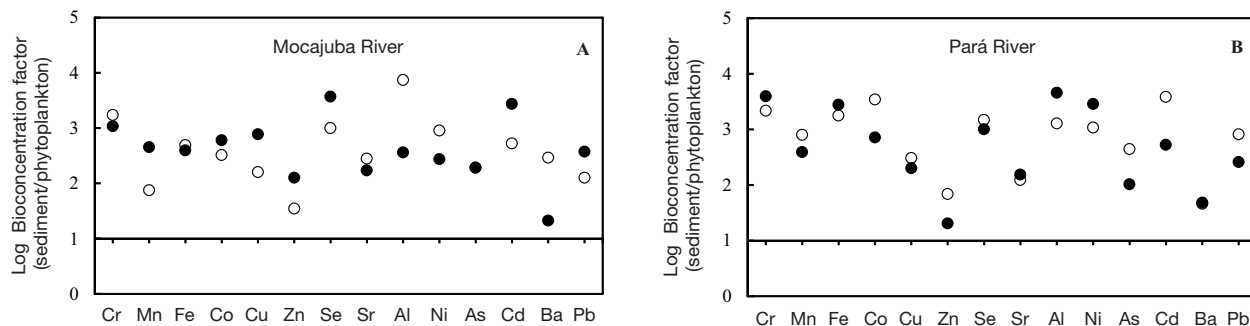 5
4
3
2
1
0
Log Bioconcentration factor
(sediment/phytoplankton)
Mocajuba River
A
Cr Mn Fe Co Cu Zn Se Sr Al Ni As Cd Ba Pb
5
4
3
2
1
0
Log Bioconcentration factor
(sediment/phytoplankton)
Pará River
B
Cr Mn Fe Co Cu Zn Se Sr Al Ni As Cd Ba Pb